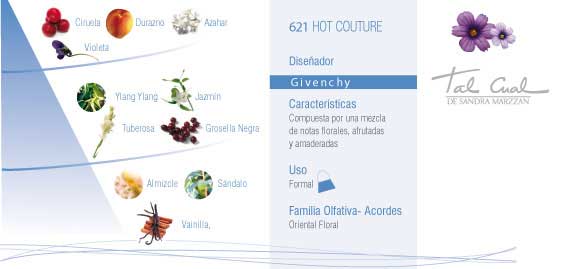 Ciruela
Durazno
Azahar
Violeta
Ylang Ylang
Jazmín
Tuberosa
Grosella Negra
Almizcle
Sándalo
Vainilla,
621 HOT COUTURE
Diseñador
Givenchy
Características
Compuesta por una mezcla
de notas florales, afrutadas
y amaderadas
Uso
Formal
Familia Olfativa- Acordes
Oriental Floral
Tal Cual
DE SANDRA MARZZAN